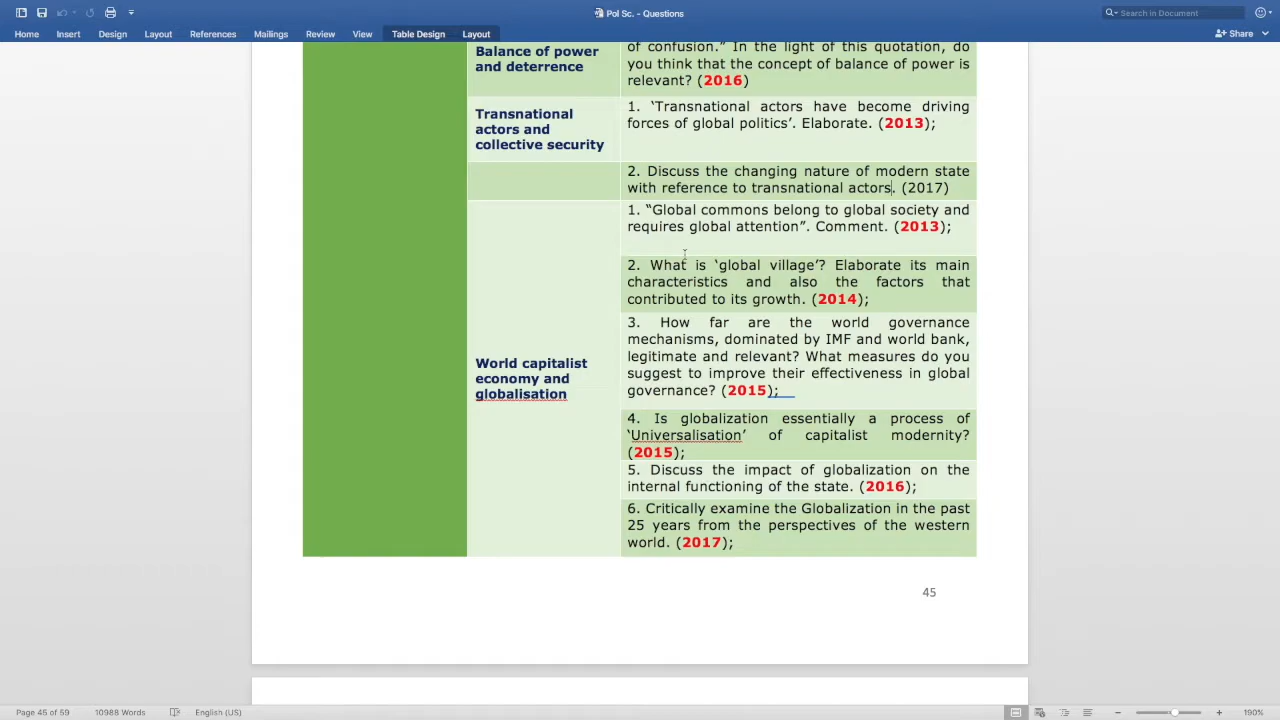 Pol Sc. - Questions
Search in Document
Home Insert Design Layout References Mailings Review View Table Design Layout
Share
Balance of power
and deterrence
of confusion.” In the light of this quotation, do
you think that the concept of balance of power is
relevant? (2016)
Transnational
actors and
collective security
1. ‘Transnational actors have become driving
forces of global politics’. Elaborate. (2013);
2. Discuss the changing nature of modern state
with reference to transnational actors. (2017)
World capitalist
economy and
globalisation
1. “Global commons belong to global society and
requires global attention”. Comment. (2013);
2. What is ‘global village’? Elaborate its main
characteristics and also the factors that
contributed to its growth. (2014);
3. How far are the world governance
mechanisms, dominated by IMF and world bank,
legitimate and relevant? What measures do you
suggest to improve their effectiveness in global
governance? (2015);
4. Is globalization essentially a process of
‘Universalisation’ of capitalist modernity?
(2015);
5. Discuss the impact of globalization on the
internal functioning of the state. (2016);
6. Critically examine the Globalization in the past
25 years from the perspectives of the western
world. (2017);
45
Page 45 of 59 10988 Words English (US) 190%